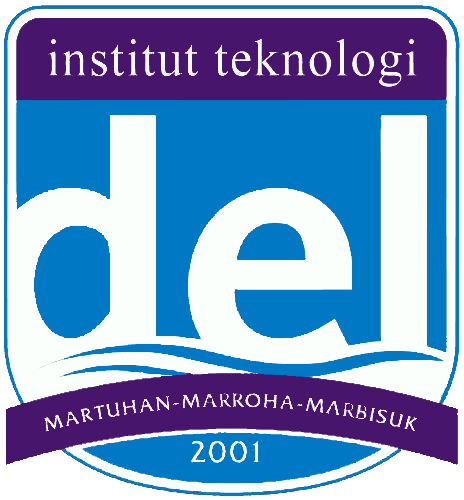 institut teknologi
del
MARTUHAN-MARROHA-MARBISUK
2001